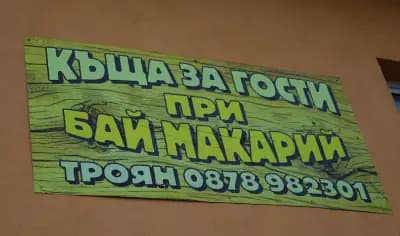 КЪЩА ЗА ГОСТИ
ПРИ
БАЙ МАКАРИЙ
ТРОЯН 0878 982301